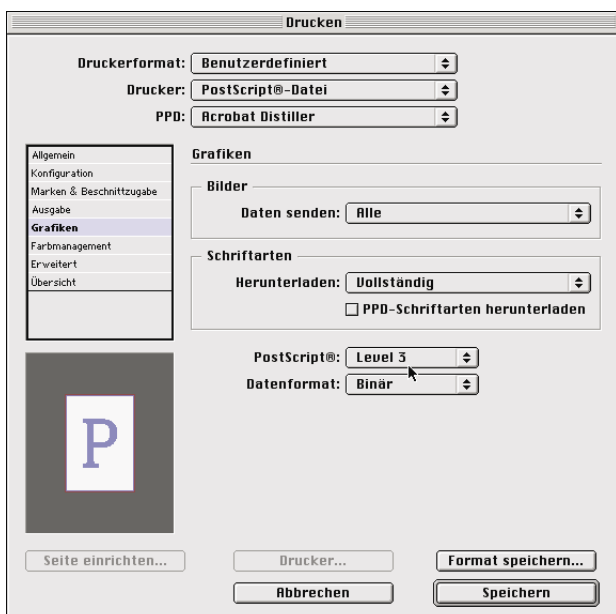 Drucken
Druckerformat: Benutzerdefiniert
Drucker: PostScript®-Datei
PPD: Acrobat Distiller
Allgemein
Konfiguration
Marken & Beschnittzugabe
Ausgabe
Grafiken
Farbmanagement
Erweitert
Übersicht
Grafiken
Bilder
Daten senden: Alle
Schriftarten
Herunterladen: Vollständig
PPD-Schriftarten herunterladen
PostScript®: Level 3
Datenformat: Binär
P
Seite einrichten... Drucker... Format speichern...
Abbrechen Speichern